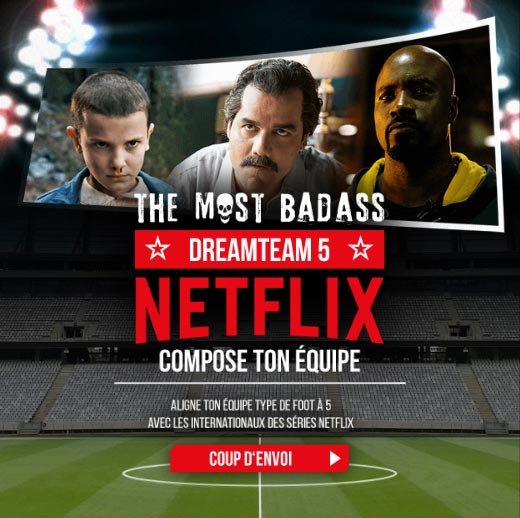 THE MOST BADASS
DREAMTEAM 5
NETFLIX
COMPOSE TON ÉQUIPE
ALIGNE TON ÉQUIPE TYPE DE FOOT À 5
AVEC LES INTERNATIONAUX DES SÉRIES NETFLIX
COUP D'ENVOI